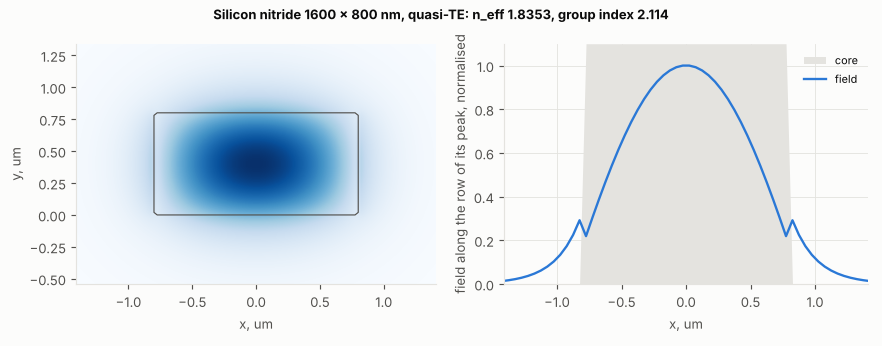 Silicon nitride 1600 × 800 nm, quasi-TE: n_eff 1.8353, group index 2.114
y, um
1.25
1.00
0.75
0.50
0.25
0.00
−0.25
−0.50
−1.0 −0.5 0.0 0.5 1.0
x, um
field along the row of its peak, normalised
1.0
0.8
0.6
0.4
0.2
0.0
−1.0 −0.5 0.0 0.5 1.0
x, um
core
field